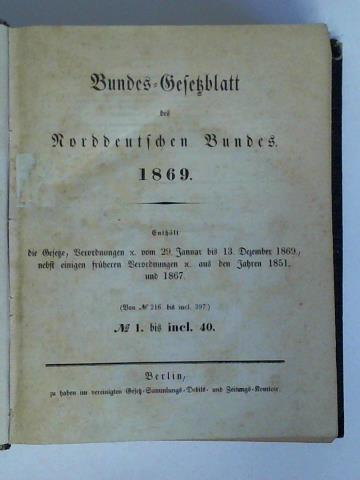 Bundes-Gesetzblatt
des
Norddeutschen Bundes.
1869.
Enthält
die Gesetze, Verordnungen ꝛc. vom 29. Januar bis 13. Dezember 1869.,
nebst einigen früheren Verordnungen ꝛc. aus den Jahren 1851.
und 1867.
(Von № 216. bis incl. 397.)
№ 1. bis incl. 40.
Berlin,
zu haben im vereinigten Gesetz-Sammlungs-Debits- und Zeitungs-Komtoir.